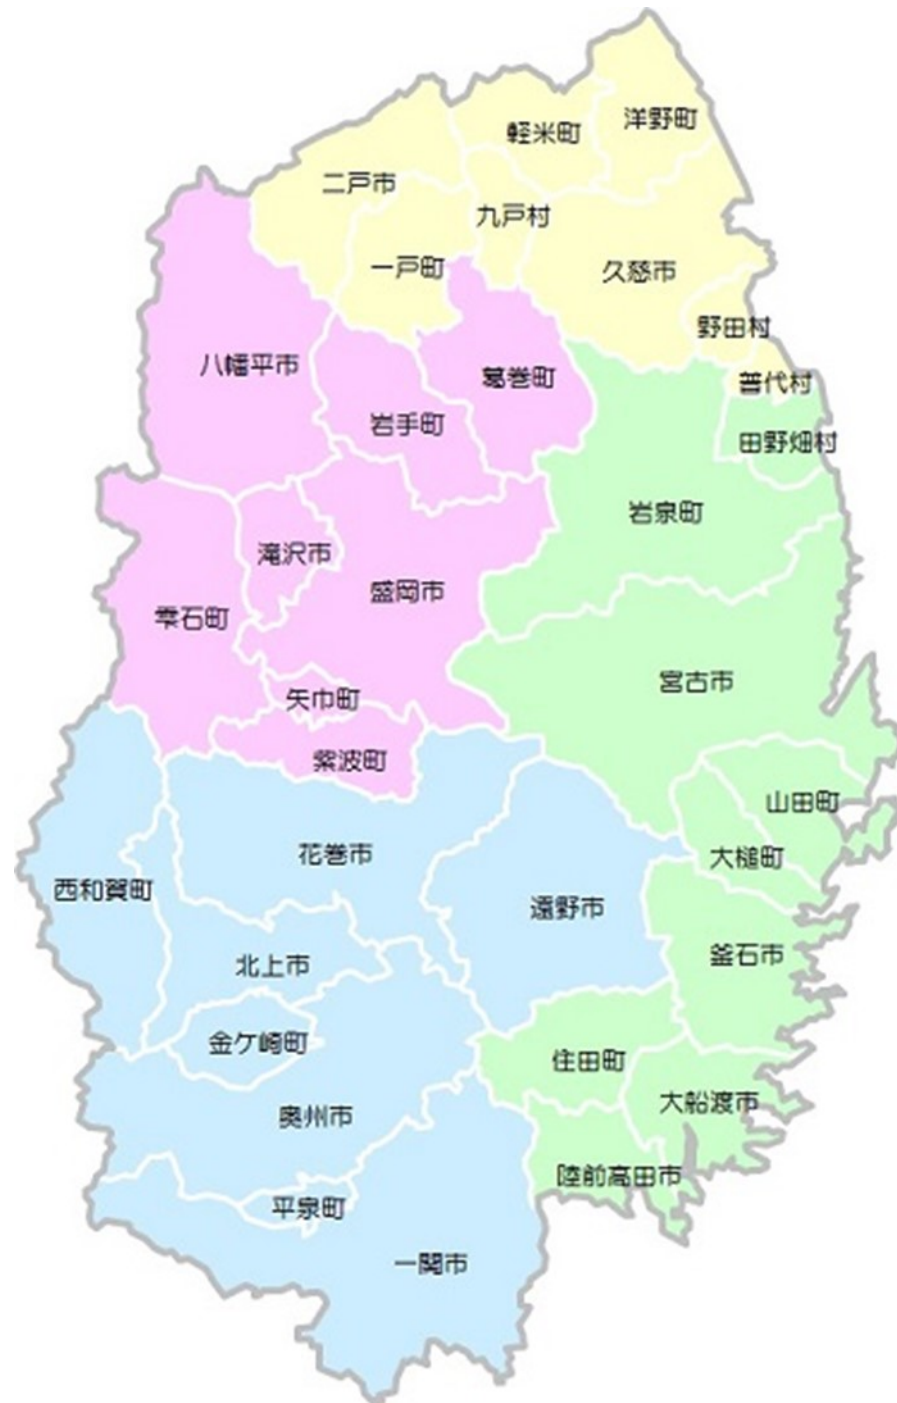 洋野町
軽米町
二戸市
九戸村
一戸町
久慈市
野田村
八幡平市
葛巻町
普代村
岩手町
田野畑村
岩泉町
滝沢市
盛岡市
雫石町
宮古市
矢巾町
紫波町
山田町
花巻市
大槌町
西和賀町
遠野市
釜石市
北上市
金ケ崎町
住田町
大船渡市
奥州市
陸前高田市
平泉町
一関市